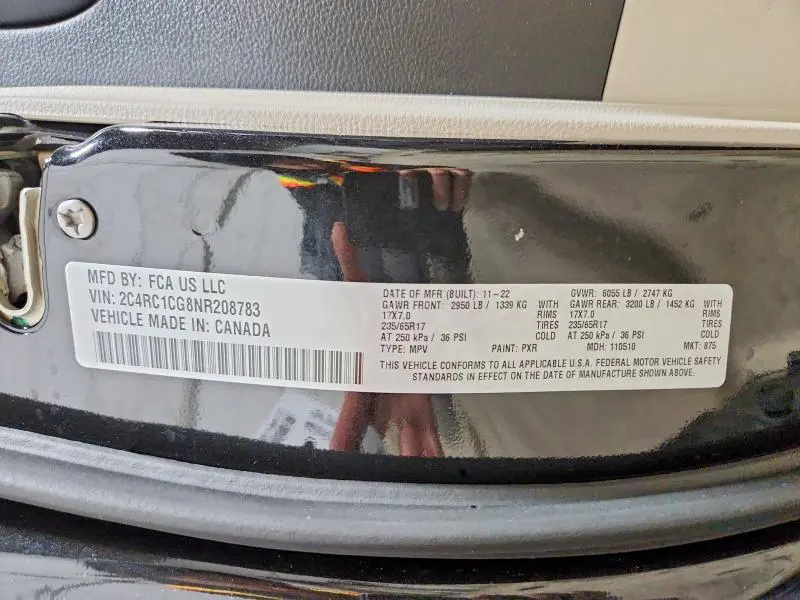 MFD BY: FCA US LLC
VIN: 2C4RC1CG8NR208783
VEHICLE MADE IN: CANADA
DATE OF MFR (BUILT): 11-22 GVWR: 6055 LB / 2747 KG
GAWR FRONT: 2950 LB / 1339 KG WITH GAWR REAR: 3200 LB / 1452 KG WITH
17X7.0 RIMS 17X7.0 RIMS
235/65R17 TIRES 235/65R17 TIRES
AT 250 kPa / 36 PSI COLD AT 250 kPa / 36 PSI COLD
TYPE: MPV PAINT: PXR MDH: 110510 MKT: 875
THIS VEHICLE CONFORMS TO ALL APPLICABLE U.S.A. FEDERAL MOTOR VEHICLE SAFETY
STANDARDS IN EFFECT ON THE DATE OF MANUFACTURE SHOWN ABOVE.